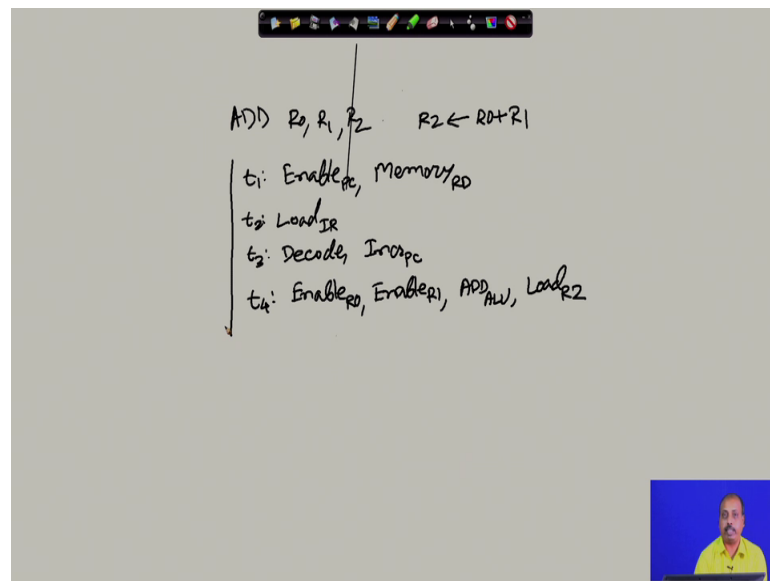 ADD R0, R1, R2 R2 ← R0+R1
t1: EnablePC, MemoryRD
t2: LoadIR
t3: Decode, IncrPC
t4: EnableR0, EnableR1, ADDALU, LoadR2